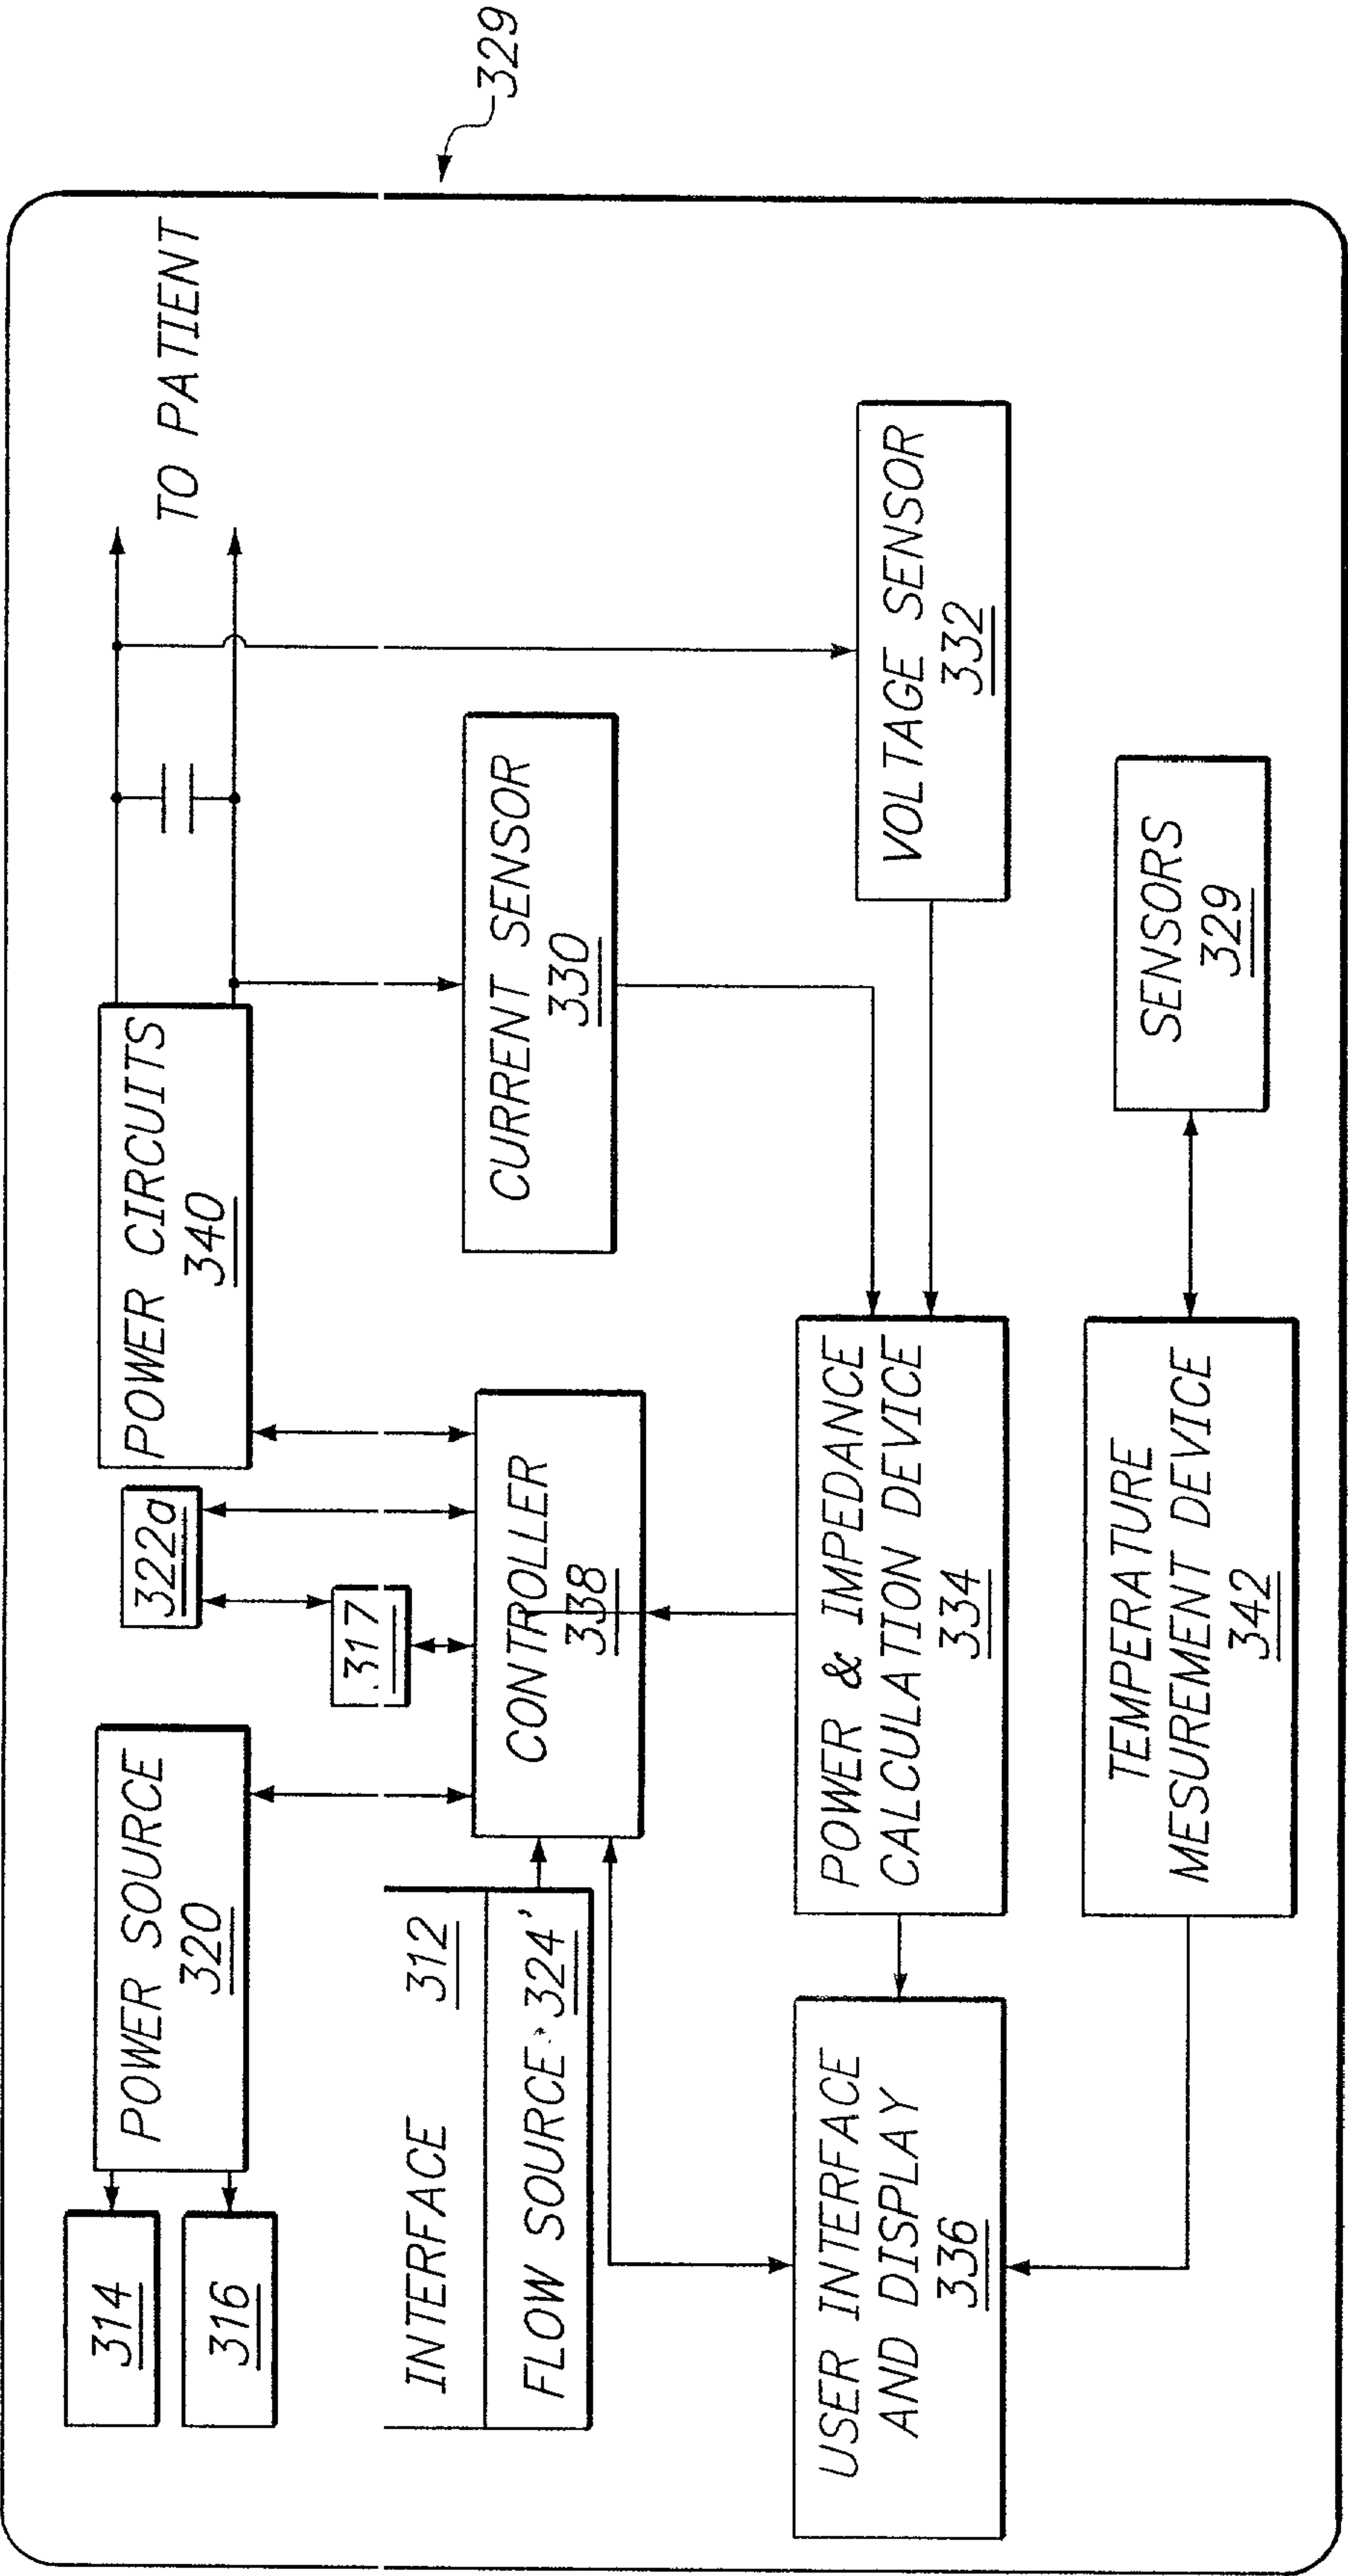 329
TO PATIENT
314
316
POWER SOURCE
320
322a
317
POWER CIRCUITS
340
INTERFACE 312
FLOW SOURCE 324'
CONTROLLER
338
CURRENT SENSOR
330
USER INTERFACE
AND DISPLAY
336
POWER & IMPEDANCE
CALCULATION DEVICE
334
VOLTAGE SENSOR
332
TEMPERATURE
MESUREMENT DEVICE
342
SENSORS
329